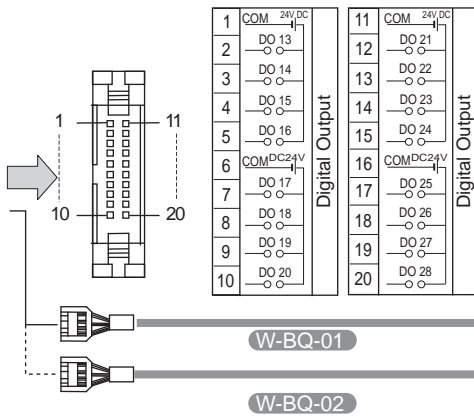 1 COM 24V DC
2 DO 13
3 DO 14
4 DO 15
5 DO 16
6 COM DC24V
7 DO 17
8 DO 18
9 DO 19
10 DO 20
Digital Output
11 COM 24V DC
12 DO 21
13 DO 22
14 DO 23
15 DO 24
16 COM DC24V
17 DO 25
18 DO 26
19 DO 27
20 DO 28
Digital Output
1 11
10 20
W-BQ-01
W-BQ-02